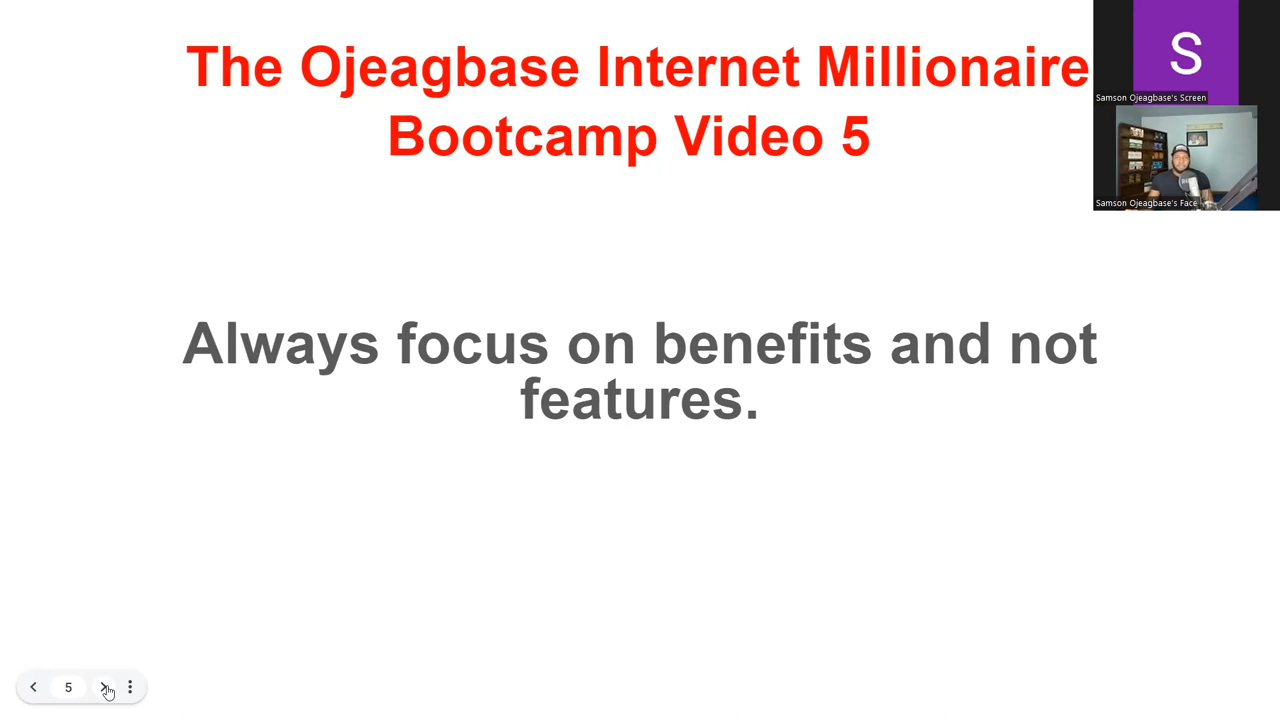 The Ojeagbase Internet Millionaire
Bootcamp Video 5
S
Samson Ojeagbase's Screen
Samson Ojeagbase's Face
Always focus on benefits and not
features.
5